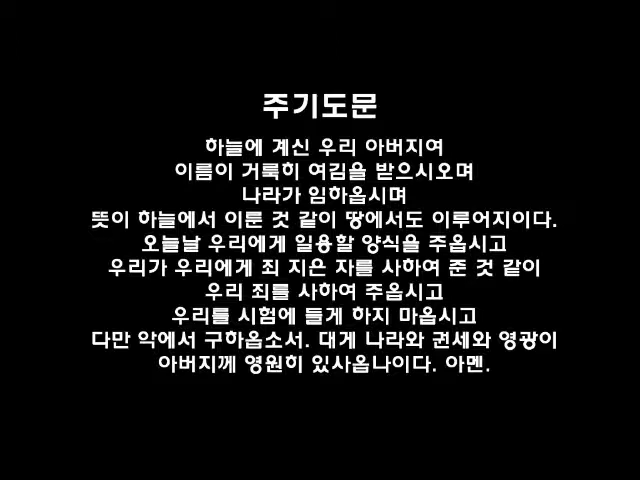 주기도문
하늘에 계신 우리 아버지여
이름이 거룩히 여김을 받으시오며
나라가 임하옵시며
뜻이 하늘에서 이룬 것 같이 땅에서도 이루어지이다.
오늘날 우리에게 일용할 양식을 주옵시고
우리가 우리에게 죄 지은 자를 사하여 준 것 같이
우리 죄를 사하여 주옵시고
우리를 시험에 들게 하지 마옵시고
다만 악에서 구하옵소서. 대게 나라와 권세와 영광이
아버지께 영원히 있사옵나이다. 아멘.